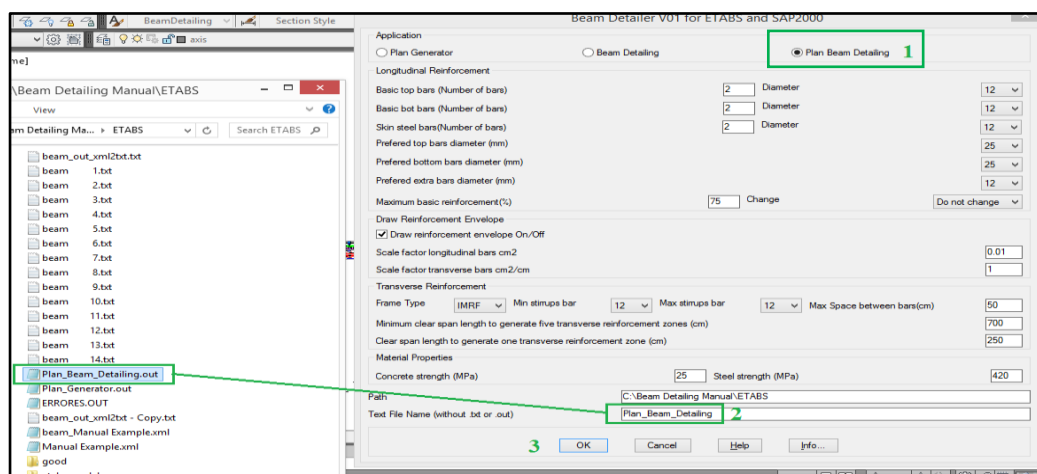 BeamDetailing
Section Style
axis
me]
\Beam Detailing Manual\ETABS
View
am Detailing Ma... ▸ ETABS
Search ETABS
beam_out_xml2txt.txt
beam 1.txt
beam 2.txt
beam 3.txt
beam 4.txt
beam 5.txt
beam 6.txt
beam 7.txt
beam 8.txt
beam 9.txt
beam 10.txt
beam 11.txt
beam 12.txt
beam 13.txt
beam 14.txt
Plan_Beam_Detailing.out
Plan_Generator.out
ERRORES.OUT
beam_out_xml2txt - Copy.txt
beam_Manual Example.xml
Manual Example.xml
good
Beam Detailer V01 for ETABS and SAP2000
Application
Plan Generator Beam Detailing Plan Beam Detailing 1
Longitudinal Reinforcement
Basic top bars (Number of bars) 2 Diameter 12
Basic bot bars (Number of bars) 2 Diameter 12
Skin steel bars(Number of bars) 2 Diameter 12
Prefered top bars diameter (mm) 25
Prefered bottom bars diameter (mm) 25
Prefered extra bars diameter (mm) 12
Maximum basic reinforcement(%) 75 Change Do not change
Draw Reinforcement Envelope
Draw reinforcement envelope On/Off
Scale factor longitudinal bars cm2 0.01
Scale factor transverse bars cm2/cm 1
Transverse Reinforcement
Frame Type IMRF Min stirrups bar 12 Max stirrups bar 12 Max Space between bars(cm) 50
Minimum clear span length to generate five transverse reinforcement zones (cm) 700
Clear span length to generate one transverse reinforcement zone (cm) 250
Material Properties
Concrete strength (MPa) 25 Steel strength (MPa) 420
Path C:\Beam Detailing Manual\ETABS
Text File Name (without .txt or .out) Plan_Beam_Detailing 2
3 OK Cancel Help Info...